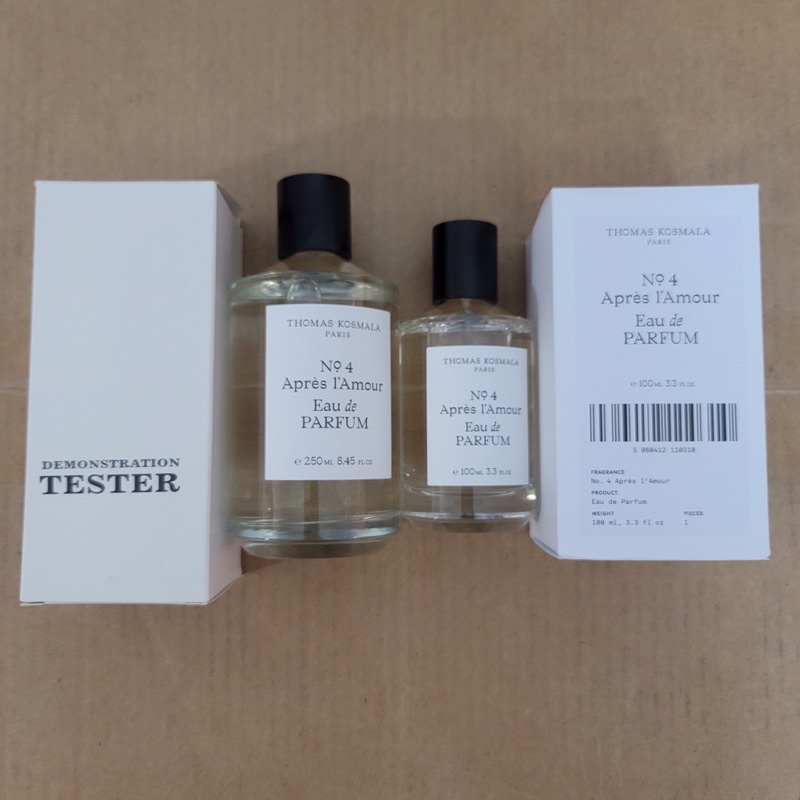 DEMONSTRATION
TESTER
THOMAS KOSMALA
PARIS
Nº 4
Après l'Amour
Eau de
PARFUM
℮ 250 ML 8.45 FL OZ
THOMAS KOSMALA
PARIS
Nº 4
Après l'Amour
Eau de
PARFUM
℮ 100 ML 3.3 FL OZ
THOMAS KOSMALA
PARIS
Nº 4
Après l'Amour
Eau de
PARFUM
℮ 100 ML 3.3 FL OZ
5 060412 110310
FRAGRANCE
No. 4 Après l'Amour
PRODUCT
Eau de Parfum
WEIGHT PIECES
100 ml, 3.3 fl oz 1